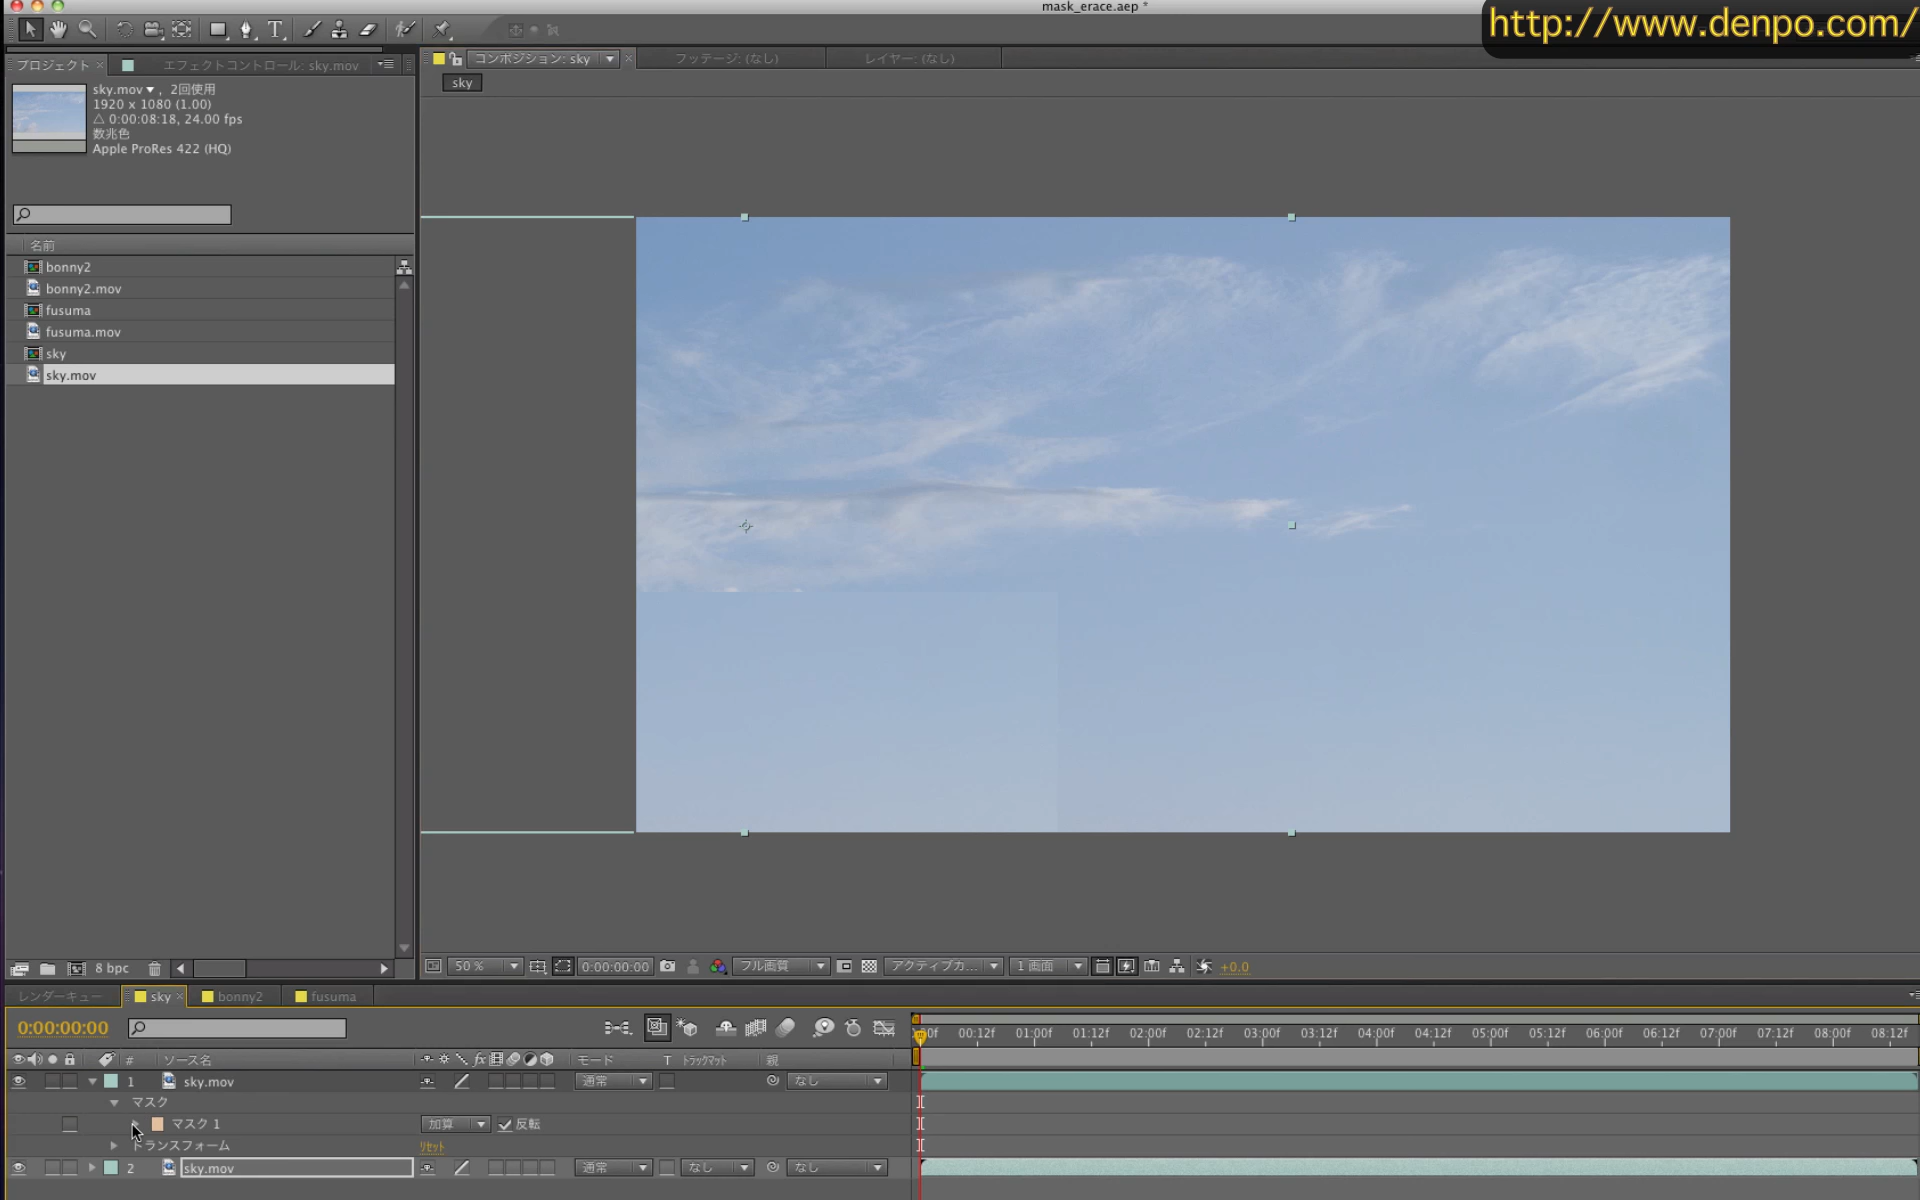 mask_erace.aep *
http://www.denpo.com/
プロジェクト ×
エフェクトコントロール: sky.mov
コンポジション: sky
フッテージ: (なし)
レイヤー: (なし)
sky
sky.mov ▼, 2回使用
1920 x 1080 (1.00)
△ 0:00:08:18, 24.00 fps
数兆色
Apple ProRes 422 (HQ)
名前
bonny2
bonny2.mov
fusuma
fusuma.mov
sky
sky.mov
8 bpc
50 %
0:00:00:00
フル画質
アクティブカ...
1 画面
+0.0
レンダーキュー
sky
bonny2
fusuma
0:00:00:00
00:12f 01:00f 01:12f 02:00f 02:12f 03:00f 03:12f 04:00f 04:12f 05:00f 05:12f 06:00f 06:12f 07:00f 07:12f 08:00f 08:12f
# ソース名 fx モード T トラックマット 親
1 sky.mov 通常 なし
マスク
マスク 1 加算 反転
トランスフォーム リセット
2 sky.mov 通常 なし なし